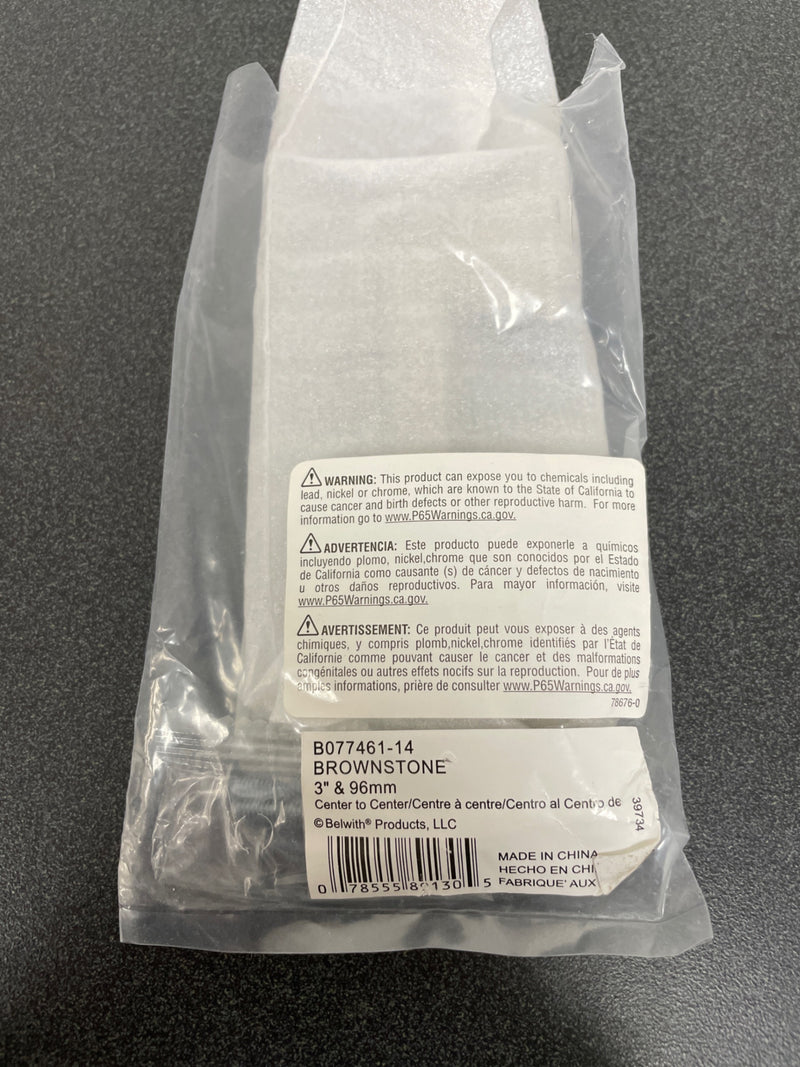 WARNING: This product can expose you to chemicals including
lead, nickel or chrome, which are known to the State of California to
cause cancer and birth defects or other reproductive harm. For more
information go to www.P65Warnings.ca.gov.
ADVERTENCIA: Este producto puede exponerle a químicos
incluyendo plomo, nickel,chrome que son conocidos por el Estado
de California como causante (s) de cáncer y defectos de nacimiento
u otros daños reproductivos. Para mayor información, visite
www.P65Warnings.ca.gov.
AVERTISSEMENT: Ce produit peut vous exposer à des agents
chimiques, y compris plomb,nickel,chrome identifiés par l'État de
Californie comme pouvant causer le cancer et des malformations
congénitales ou autres effets nocifs sur la reproduction. Pour de plus
amples informations, prière de consulter www.P65Warnings.ca.gov.
78676-0
B077461-14
BROWNSTONE
3" & 96mm
Center to Center/Centre à centre/Centro al Centro de
© Belwith® Products, LLC
39734
MADE IN CHINA
HECHO EN CHI
FABRIQUE' AUX
0 78555 5